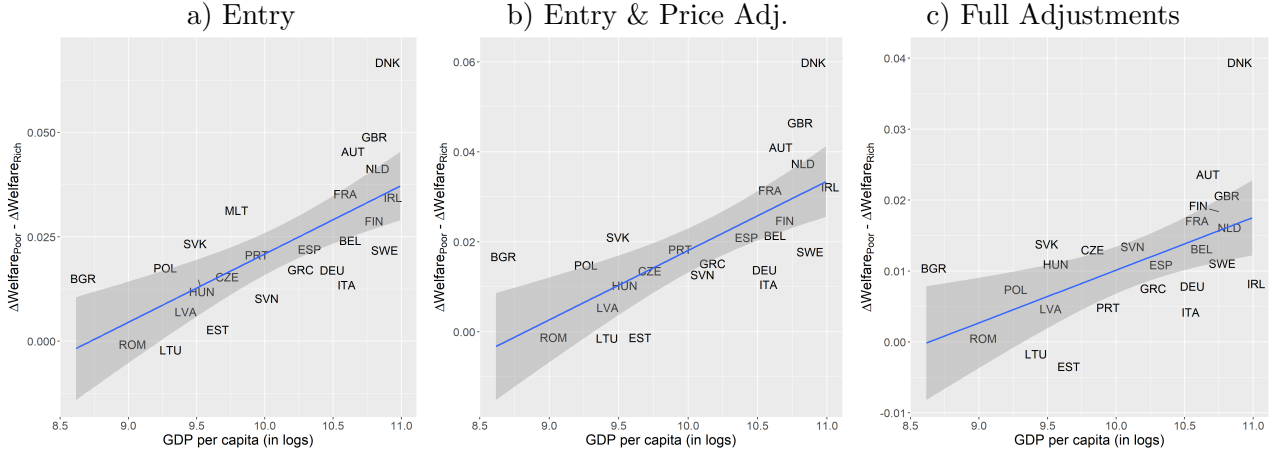 a) Entry
b) Entry & Price Adj.
c) Full Adjustments
ΔWelfarePoor - ΔWelfareRich
0.050
0.025
0.000
DNK
GBR
AUT
NLD
FRA
IRL
MLT
FIN
SVK
BEL
SWE
PRT
ESP
GRC
DEU
BGR
POL
CZE
ITA
HUN
SVN
LVA
EST
ROM
LTU
8.5 9.0 9.5 10.0 10.5 11.0
GDP per capita (in logs)
ΔWelfarePoor - ΔWelfareRich
0.06
0.04
0.02
0.00
DNK
GBR
AUT
NLD
FRA
IRL
FIN
SVK
ESP
BEL
PRT
SWE
BGR
POL
GRC
CZE
SVN
DEU
HUN
ITA
LVA
ROM
LTU
EST
8.5 9.0 9.5 10.0 10.5 11.0
GDP per capita (in logs)
ΔWelfarePoor - ΔWelfareRich
0.04
0.03
0.02
0.01
0.00
-0.01
DNK
AUT
GBR
FIN
FRA
NLD
SVK
CZE
SVN
BEL
BGR
HUN
ESP
SWE
POL
GRC
DEU
IRL
LVA
PRT
ITA
ROM
LTU
EST
8.5 9.0 9.5 10.0 10.5 11.0
GDP per capita (in logs)